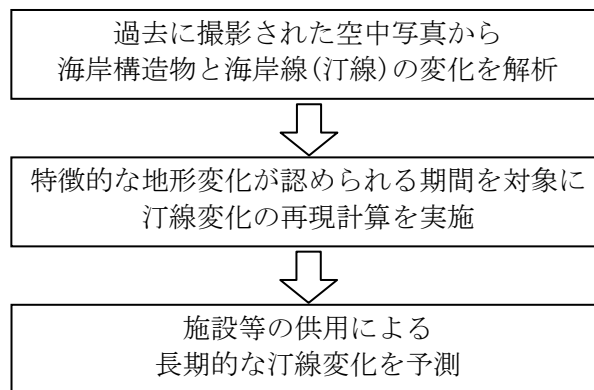 過去に撮影された空中写真から
海岸構造物と海岸線(汀線)の変化を解析
特徴的な地形変化が認められる期間を対象に
汀線変化の再現計算を実施
施設等の供用による
長期的な汀線変化を予測